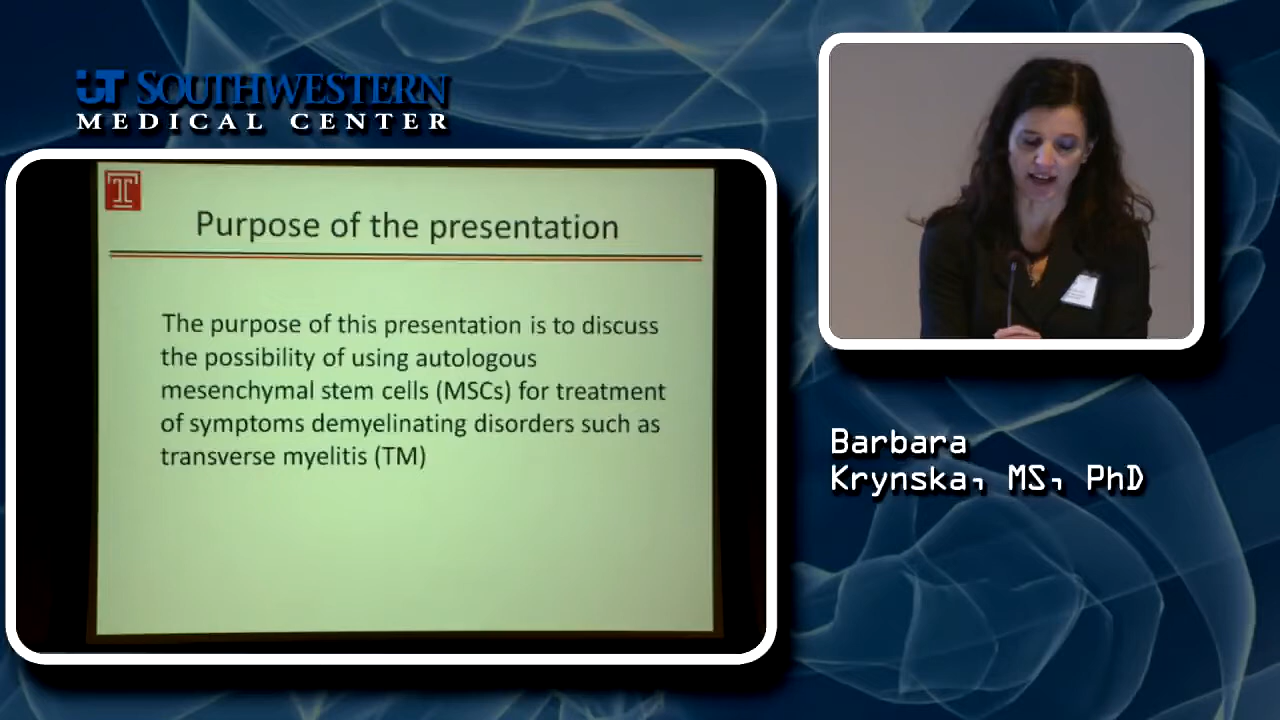 UT SOUTHWESTERN
MEDICAL CENTER
T
Purpose of the presentation
The purpose of this presentation is to discuss
the possibility of using autologous
mesenchymal stem cells (MSCs) for treatment
of symptoms demyelinating disorders such as
transverse myelitis (TM)
Barbara
Krynska, MS, PhD